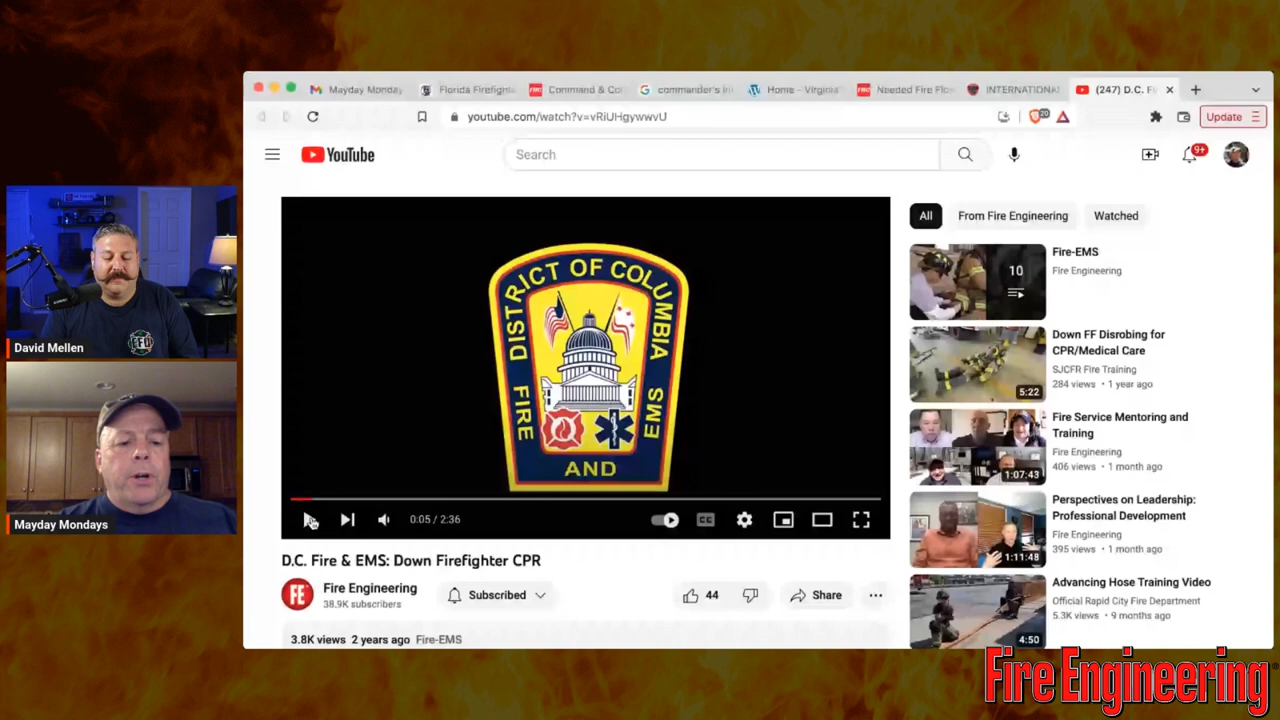 Mayday Monday
Florida Firefighte
Command & Co
commander's in
Home - Virginia
Needed Fire Flo
INTERNATIONAL
(247) D.C. Fi
youtube.com/watch?v=vRiUHgywwvU
20
Update
YouTube
Search
9+
DISTRICT OF COLUMBIA
FIRE
EMS
AND
0:05 / 2:36
CC
D.C. Fire & EMS: Down Firefighter CPR
FE
Fire Engineering
38.9K subscribers
Subscribed
44
Share
3.8K views 2 years ago Fire-EMS
All
From Fire Engineering
Watched
10
Fire-EMS
Fire Engineering
5:22
Down FF Disrobing for
CPR/Medical Care
SJCFR Fire Training
284 views • 1 year ago
1:07:43
Fire Service Mentoring and
Training
Fire Engineering
406 views • 1 month ago
1:11:48
Perspectives on Leadership:
Professional Development
Fire Engineering
395 views • 1 month ago
4:50
Advancing Hose Training Video
Official Rapid City Fire Department
5.3K views • 9 months ago
David Mellen
Mayday Mondays
Fire Engineering